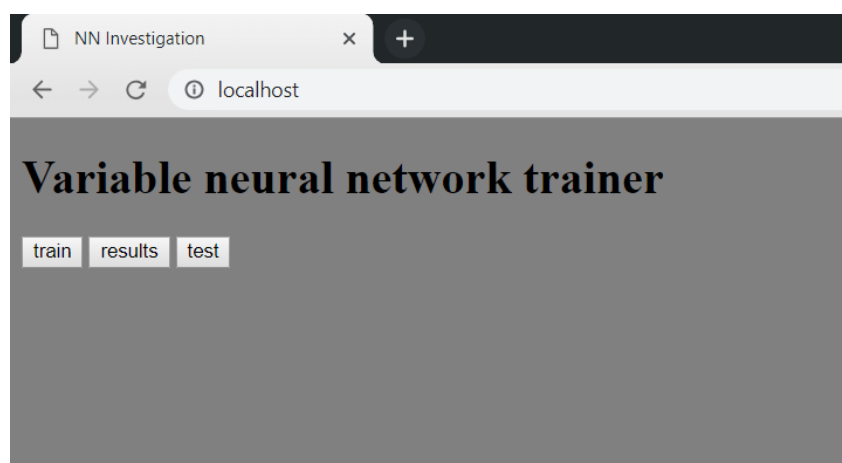 NN Investigation
localhost
Variable neural network trainer
train results test